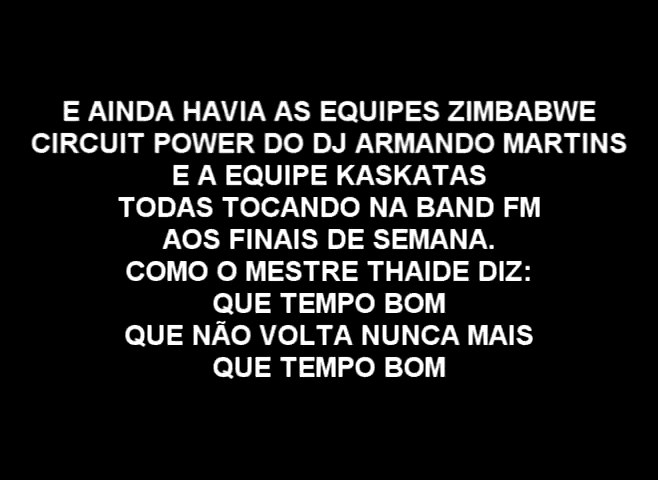 E AINDA HAVIA AS EQUIPES ZIMBABWE
CIRCUIT POWER DO DJ ARMANDO MARTINS
E A EQUIPE KASKATAS
TODAS TOCANDO NA BAND FM
AOS FINAIS DE SEMANA.
COMO O MESTRE THAIDE DIZ:
QUE TEMPO BOM
QUE NÃO VOLTA NUNCA MAIS
QUE TEMPO BOM